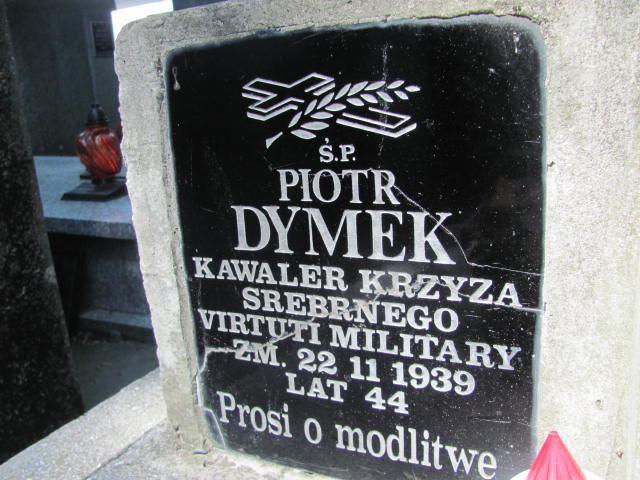 Ś.P.
PIOTR
DYMEK
KAWALER KRZYZA
SREBRNEGO
VIRTUTI MILITARY
ZM. 22 11 1939
LAT 44
Prosi o modlitwe